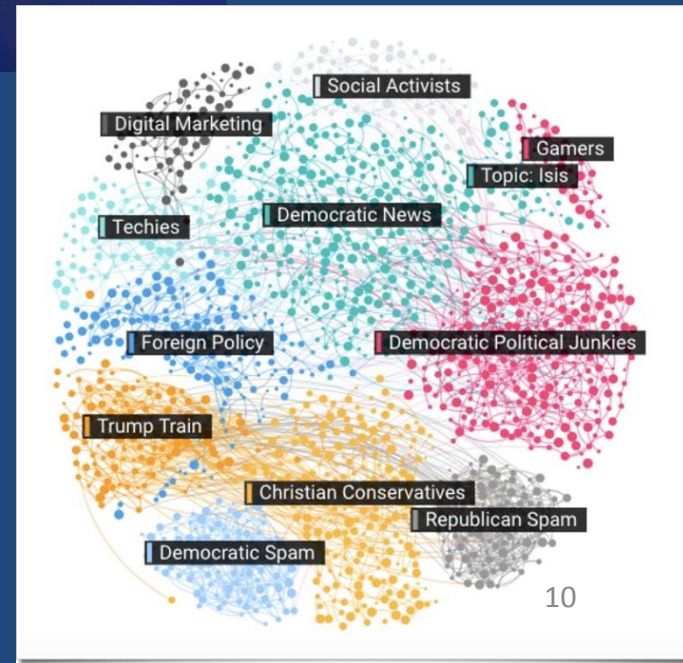 Social Activists
Digital Marketing
Gamers
Topic: Isis
Democratic News
Techies
Foreign Policy
Democratic Political Junkies
Trump Train
Christian Conservatives
Republican Spam
Democratic Spam
10